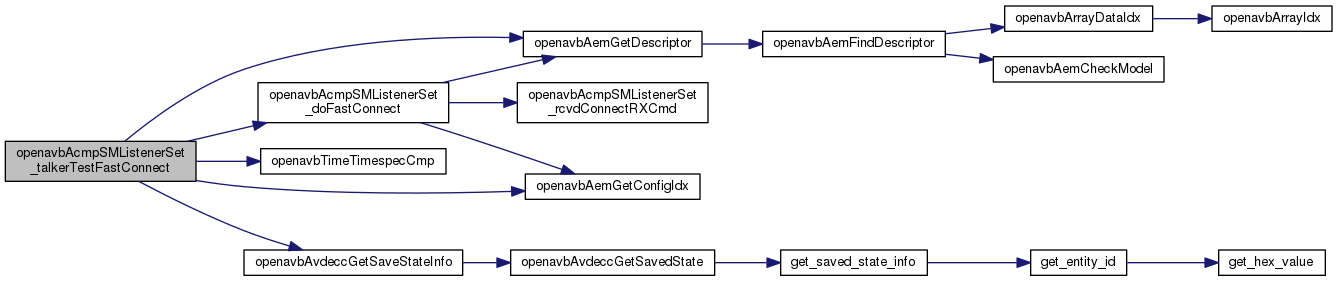 openavbAcmpSMListenerSet
_talkerTestFastConnect
openavbAemGetDescriptor
openavbAcmpSMListenerSet
_doFastConnect
openavbTimeTimespecCmp
openavbAemGetConfigIdx
openavbAvdeccGetSaveStateInfo
openavbAcmpSMListenerSet
_rcvdConnectRXCmd
openavbAvdeccGetSavedState
openavbAemFindDescriptor
get_saved_state_info
openavbArrayDataIdx
openavbAemCheckModel
get_entity_id
openavbArrayIdx
get_hex_value